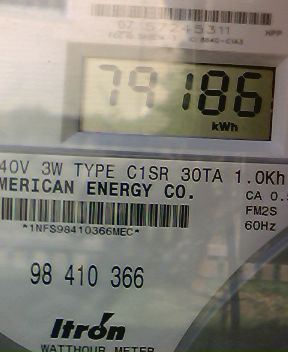 79186
kWh
40V 3W TYPE C1SR 30TA 1.0Kh
MERICAN ENERGY CO.
CA 0.
FM2S
*1NFS98410366MEC*
60Hz
98 410 366
Itrón
WATTHOUR METER